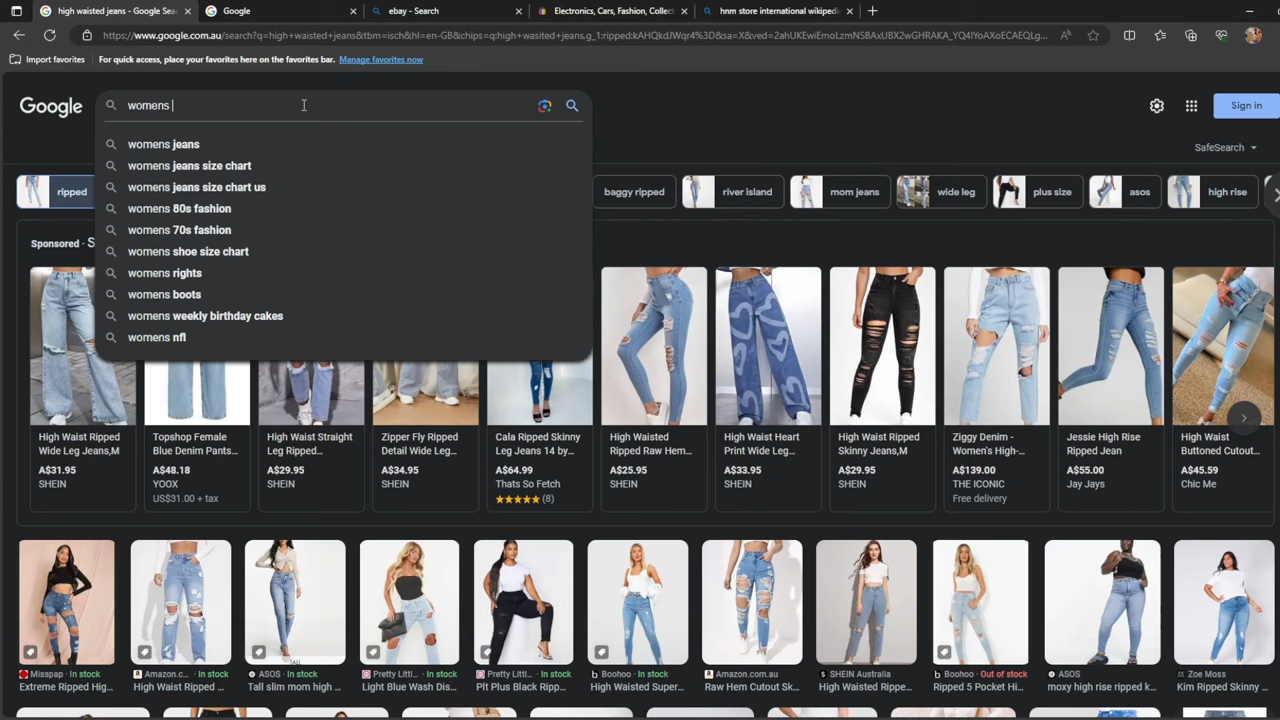 high waisted jeans - Google Sear
Google
ebay - Search
Electronics, Cars, Fashion, Collect
hnm store international wikipedi
https://www.google.com.au/search?q=high+waisted+jeans&tbm=isch&hl=en-GB&chips=q:high+wasited+jeans,g_1:ripped:kAHQkdJWqr4%3D&sa=X&ved=2ahUKEwiEmoLzmNSBAxUBX2wGHRAKA_YQ4lYoAXoECAEQLg...
Import favorites
For quick access, place your favorites here on the favorites bar. Manage favorites now
Google
womens
Sign in
womens jeans
womens jeans size chart
womens jeans size chart us
womens 80s fashion
womens 70s fashion
womens shoe size chart
womens rights
womens boots
womens weekly birthday cakes
womens nfl
SafeSearch
ripped
baggy ripped
river island
mom jeans
wide leg
plus size
asos
high rise
Sponsored · S
High Waist Ripped
Wide Leg Jeans,M
A$31.95
SHEIN
Topshop Female
Blue Denim Pants...
A$48.18
YOOX
US$31.00 + tax
High Waist Straight
Leg Ripped...
A$29.95
SHEIN
Zipper Fly Ripped
Detail Wide Leg...
A$34.95
SHEIN
Cala Ripped Skinny
Leg Jeans 14 by...
A$64.99
Thats So Fetch
(8)
High Waisted
Ripped Raw Hem...
A$25.95
SHEIN
High Waist Heart
Print Wide Leg...
A$33.95
SHEIN
High Waist Ripped
Skinny Jeans,M
A$29.95
SHEIN
Ziggy Denim -
Women's High-...
A$139.00
THE ICONIC
Free delivery
Jessie High Rise
Ripped Jean
A$55.00
Jay Jays
High Waist
Buttoned Cutout...
A$45.59
Chic Me
TALL
Misspap · In stock
Extreme Ripped Hig...
Amazon.c... · In stock
High Waist Ripped ...
ASOS · In stock
Tall slim mom high ...
Pretty Littl... · In stock
Light Blue Wash Dis...
Pretty Littl... · In stock
Plt Plus Black Ripp...
Boohoo · In stock
High Waisted Super...
Amazon.com.au
Raw Hem Cutout Sk...
SHEIN Australia
High Waisted Rippe...
Boohoo · Out of stock
Ripped 5 Pocket Hi...
ASOS
moxy high rise ripped k...
Zoe Moss
Kim Ripped Skinny ...